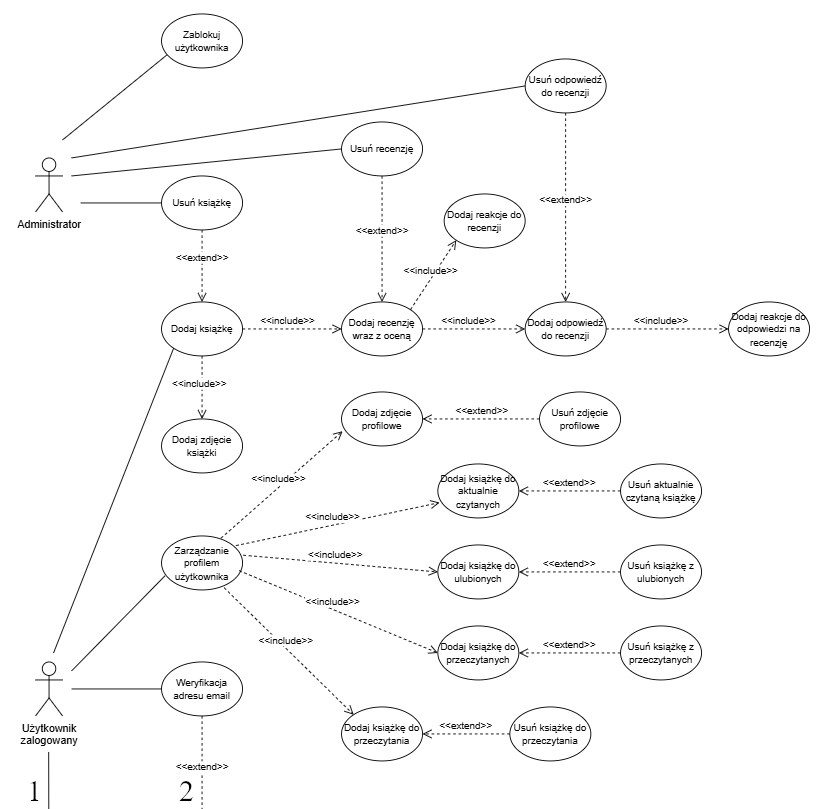 Zablokuj
użytkownika
Usuń odpowiedź
do recenzji
Usuń recenzję
Administrator
Usuń książkę
<<extend>>
Dodaj reakcje do
recenzji
<<extend>>
<<extend>>
<<include>>
Dodaj książkę
<<include>>
Dodaj recenzję
wraz z oceną
<<include>>
Dodaj odpowiedź
do recenzji
<<include>>
Dodaj reakcje do
odpowiedzi na
recenzję
<<include>>
Dodaj zdjęcie
książki
Dodaj zdjęcie
profilowe
<<extend>>
Usuń zdjęcie
profilowe
<<include>>
Dodaj książkę do
aktualnie
czytanych
<<extend>>
Usuń aktualnie
czytaną książkę
<<include>>
Zarządzanie
profilem
użytkownika
<<include>>
Dodaj książkę do
ulubionych
<<extend>>
Usuń książkę z
ulubionych
<<include>>
Dodaj książkę do
przeczytanych
<<extend>>
Usuń książkę z
przeczytanych
<<include>>
Weryfikacja
adresu email
Użytkownik
zalogowany
Dodaj książkę do
przeczytania
<<extend>>
Usuń książkę do
przeczytania
<<extend>>
1
2